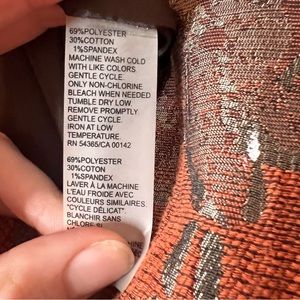 69%POLYESTER
30%COTTON
1%SPANDEX
MACHINE WASH COLD
WITH LIKE COLORS
GENTLE CYCLE.
ONLY NON-CHLORINE
BLEACH WHEN NEEDED
TUMBLE DRY LOW.
REMOVE PROMPTLY.
GENTLE CYCLE.
IRON AT LOW
TEMPERATURE.
RN 54365/CA 00142
69%POLYESTER
30%COTON
1%SPANDEX
LAVER À LA MACHINE
L'EAU FROIDE AVEC
COULEURS SIMILAIRES.
"CYCLE DÉLICAT".
BLANCHIR SANS
CHLORE SI